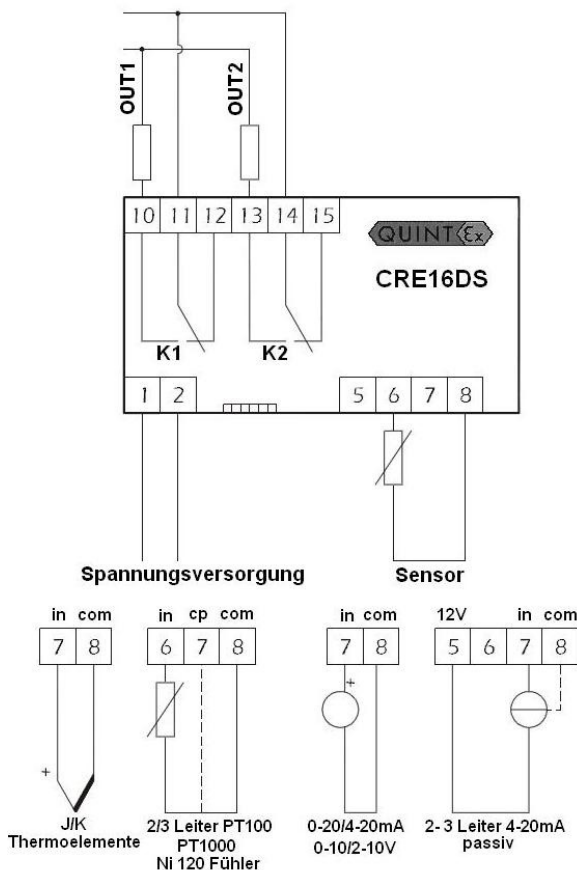 OUT1
OUT2
10 11 12 13 14 15
QUINTEx
CRE16DS
K1
K2
1 2
5 6 7 8
Spannungsversorgung
Sensor
in com
7 8
+
J/K
Thermoelemente
in cp com
6 7 8
2/3 Leiter PT100
PT1000
Ni 120 Fühler
in com
7 8
+
0-20/4-20mA
0-10/2-10V
12V in com
5 6 7 8
2- 3 Leiter 4-20mA
passiv